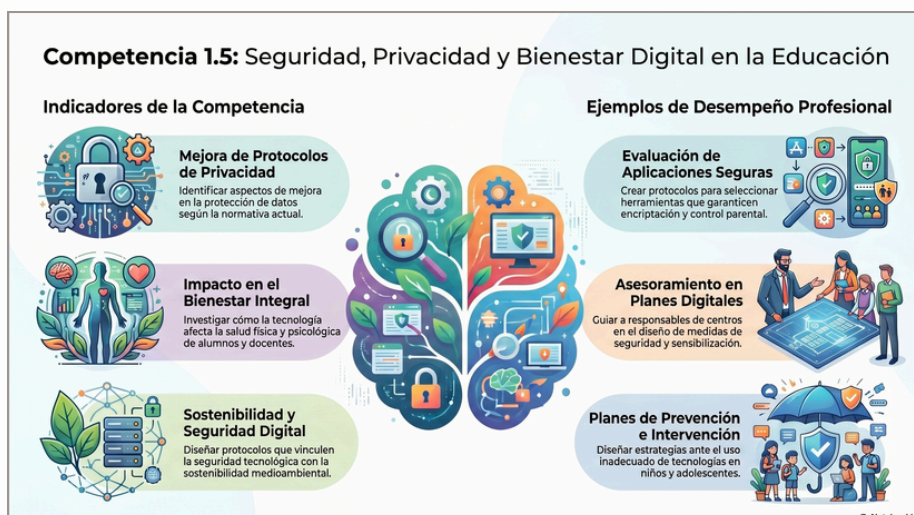 Competencia 1.5: Seguridad, Privacidad y Bienestar Digital en la Educación
Indicadores de la Competencia
Mejora de Protocolos
de Privacidad
Identificar aspectos de mejora
en la protección de datos
según la normativa actual.
Impacto en el
Bienestar Integral
Investigar cómo la tecnología
afecta la salud física y psicológica
de alumnos y docentes.
Sostenibilidad y
Seguridad Digital
Diseñar protocolos que vinculen
la seguridad tecnológica con la
sostenibilidad medioambiental.
Ejemplos de Desempeño Profesional
Evaluación de
Aplicaciones Seguras
Crear protocolos para seleccionar
herramientas que garanticen
encriptación y control parental.
Asesoramiento en
Planes Digitales
Guiar a responsables de centros
en el diseño de medidas de
seguridad y sensibilización.
Planes de Prevención
e Intervención
Diseñar estrategias ante el uso
inadecuado de tecnologías en
niños y adolescentes.